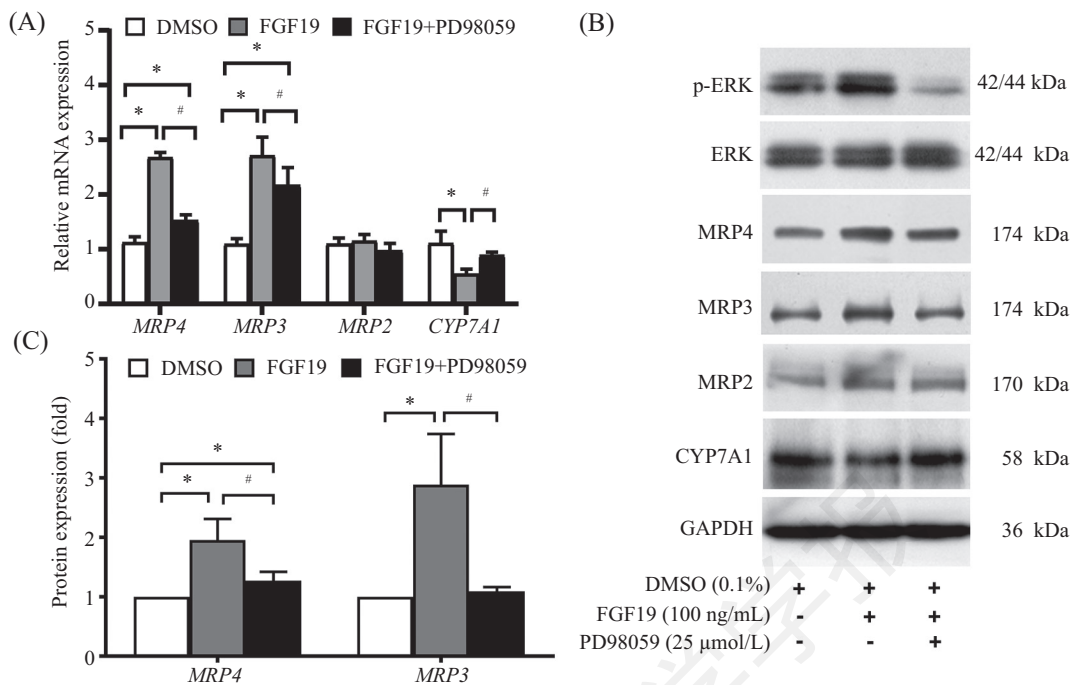 (A)
DMSO FGF19 FGF19+PD98059
Relative mRNA expression
5
4
3
2
1
0
* * #
* * #
* #
MRP4 MRP3 MRP2 CYP7A1
(B)
p-ERK 42/44 kDa
ERK 42/44 kDa
MRP4 174 kDa
MRP3 174 kDa
MRP2 170 kDa
CYP7A1 58 kDa
GAPDH 36 kDa
DMSO (0.1%) + + +
FGF19 (100 ng/mL) - + +
PD98059 (25 μmol/L) - - +
(C)
DMSO FGF19 FGF19+PD98059
Protein expression (fold)
5
4
3
2
1
0
* * #
* #
MRP4 MRP3
学报